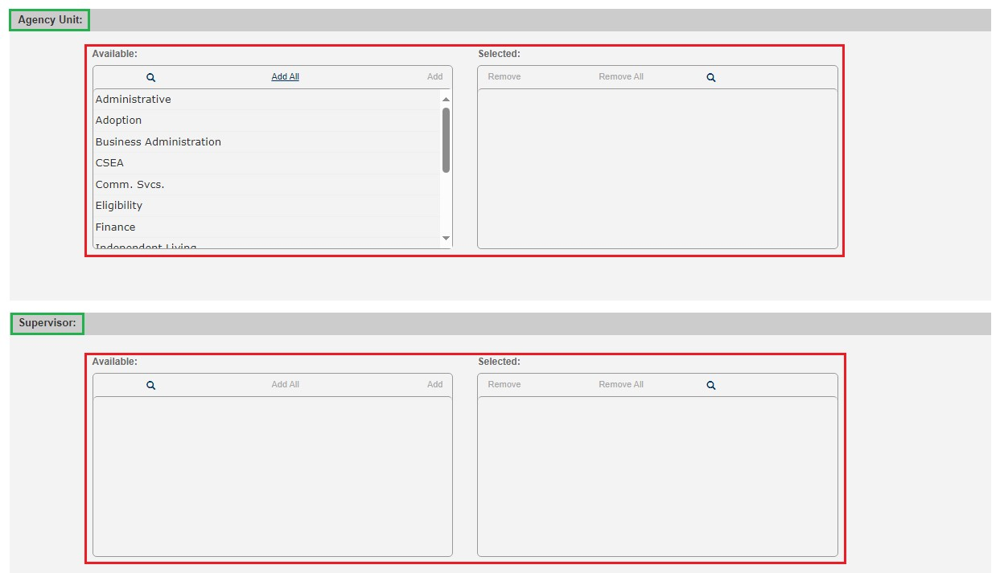 Agency Unit:
Available:
Add All Add
Administrative
Adoption
Business Administration
CSEA
Comm. Svcs.
Eligibility
Finance
Independent Living
Selected:
Remove Remove All
Supervisor:
Available:
Add All Add
Selected:
Remove Remove All